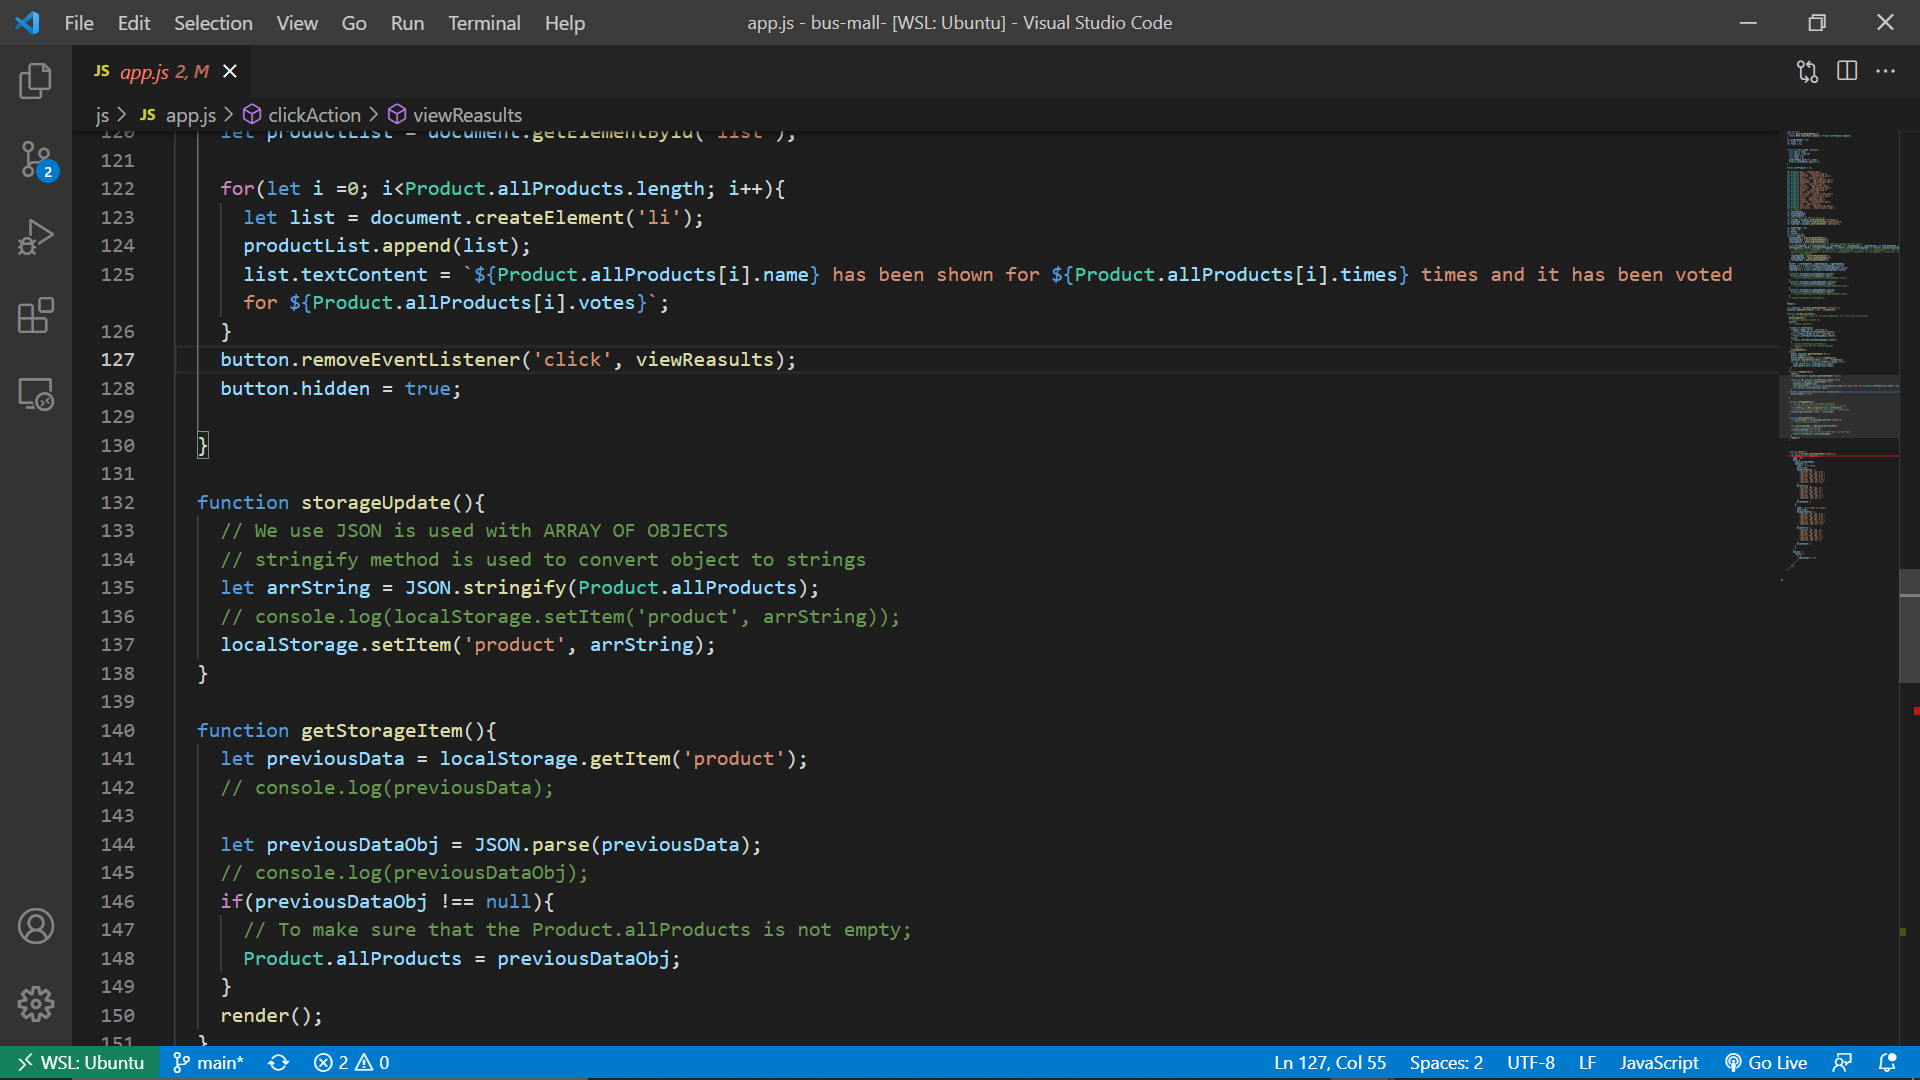 File Edit Selection View Go Run Terminal Help
app.js - bus-mall- [WSL: Ubuntu] - Visual Studio Code
JS app.js 2, M
js > JS app.js > clickAction > viewReasults
120 let productList = document.getElementById('list');
121
122 for(let i =0; i<Product.allProducts.length; i++){
123 let list = document.createElement('li');
124 productList.append(list);
125 list.textContent = `${Product.allProducts[i].name} has been shown for ${Product.allProducts[i].times} times and it has been voted
for ${Product.allProducts[i].votes}`;
126 }
127 button.removeEventListener('click', viewReasults);
128 button.hidden = true;
129
130 }
131
132 function storageUpdate(){
133 // We use JSON is used with ARRAY OF OBJECTS
134 // stringify method is used to convert object to strings
135 let arrString = JSON.stringify(Product.allProducts);
136 // console.log(localStorage.setItem('product', arrString));
137 localStorage.setItem('product', arrString);
138 }
139
140 function getStorageItem(){
141 let previousData = localStorage.getItem('product');
142 // console.log(previousData);
143
144 let previousDataObj = JSON.parse(previousData);
145 // console.log(previousDataObj);
146 if(previousDataObj !== null){
147 // To make sure that the Product.allProducts is not empty;
148 Product.allProducts = previousDataObj;
149 }
150 render();
151 }
2
WSL: Ubuntu main* 2 0 Ln 127, Col 55 Spaces: 2 UTF-8 LF JavaScript Go Live